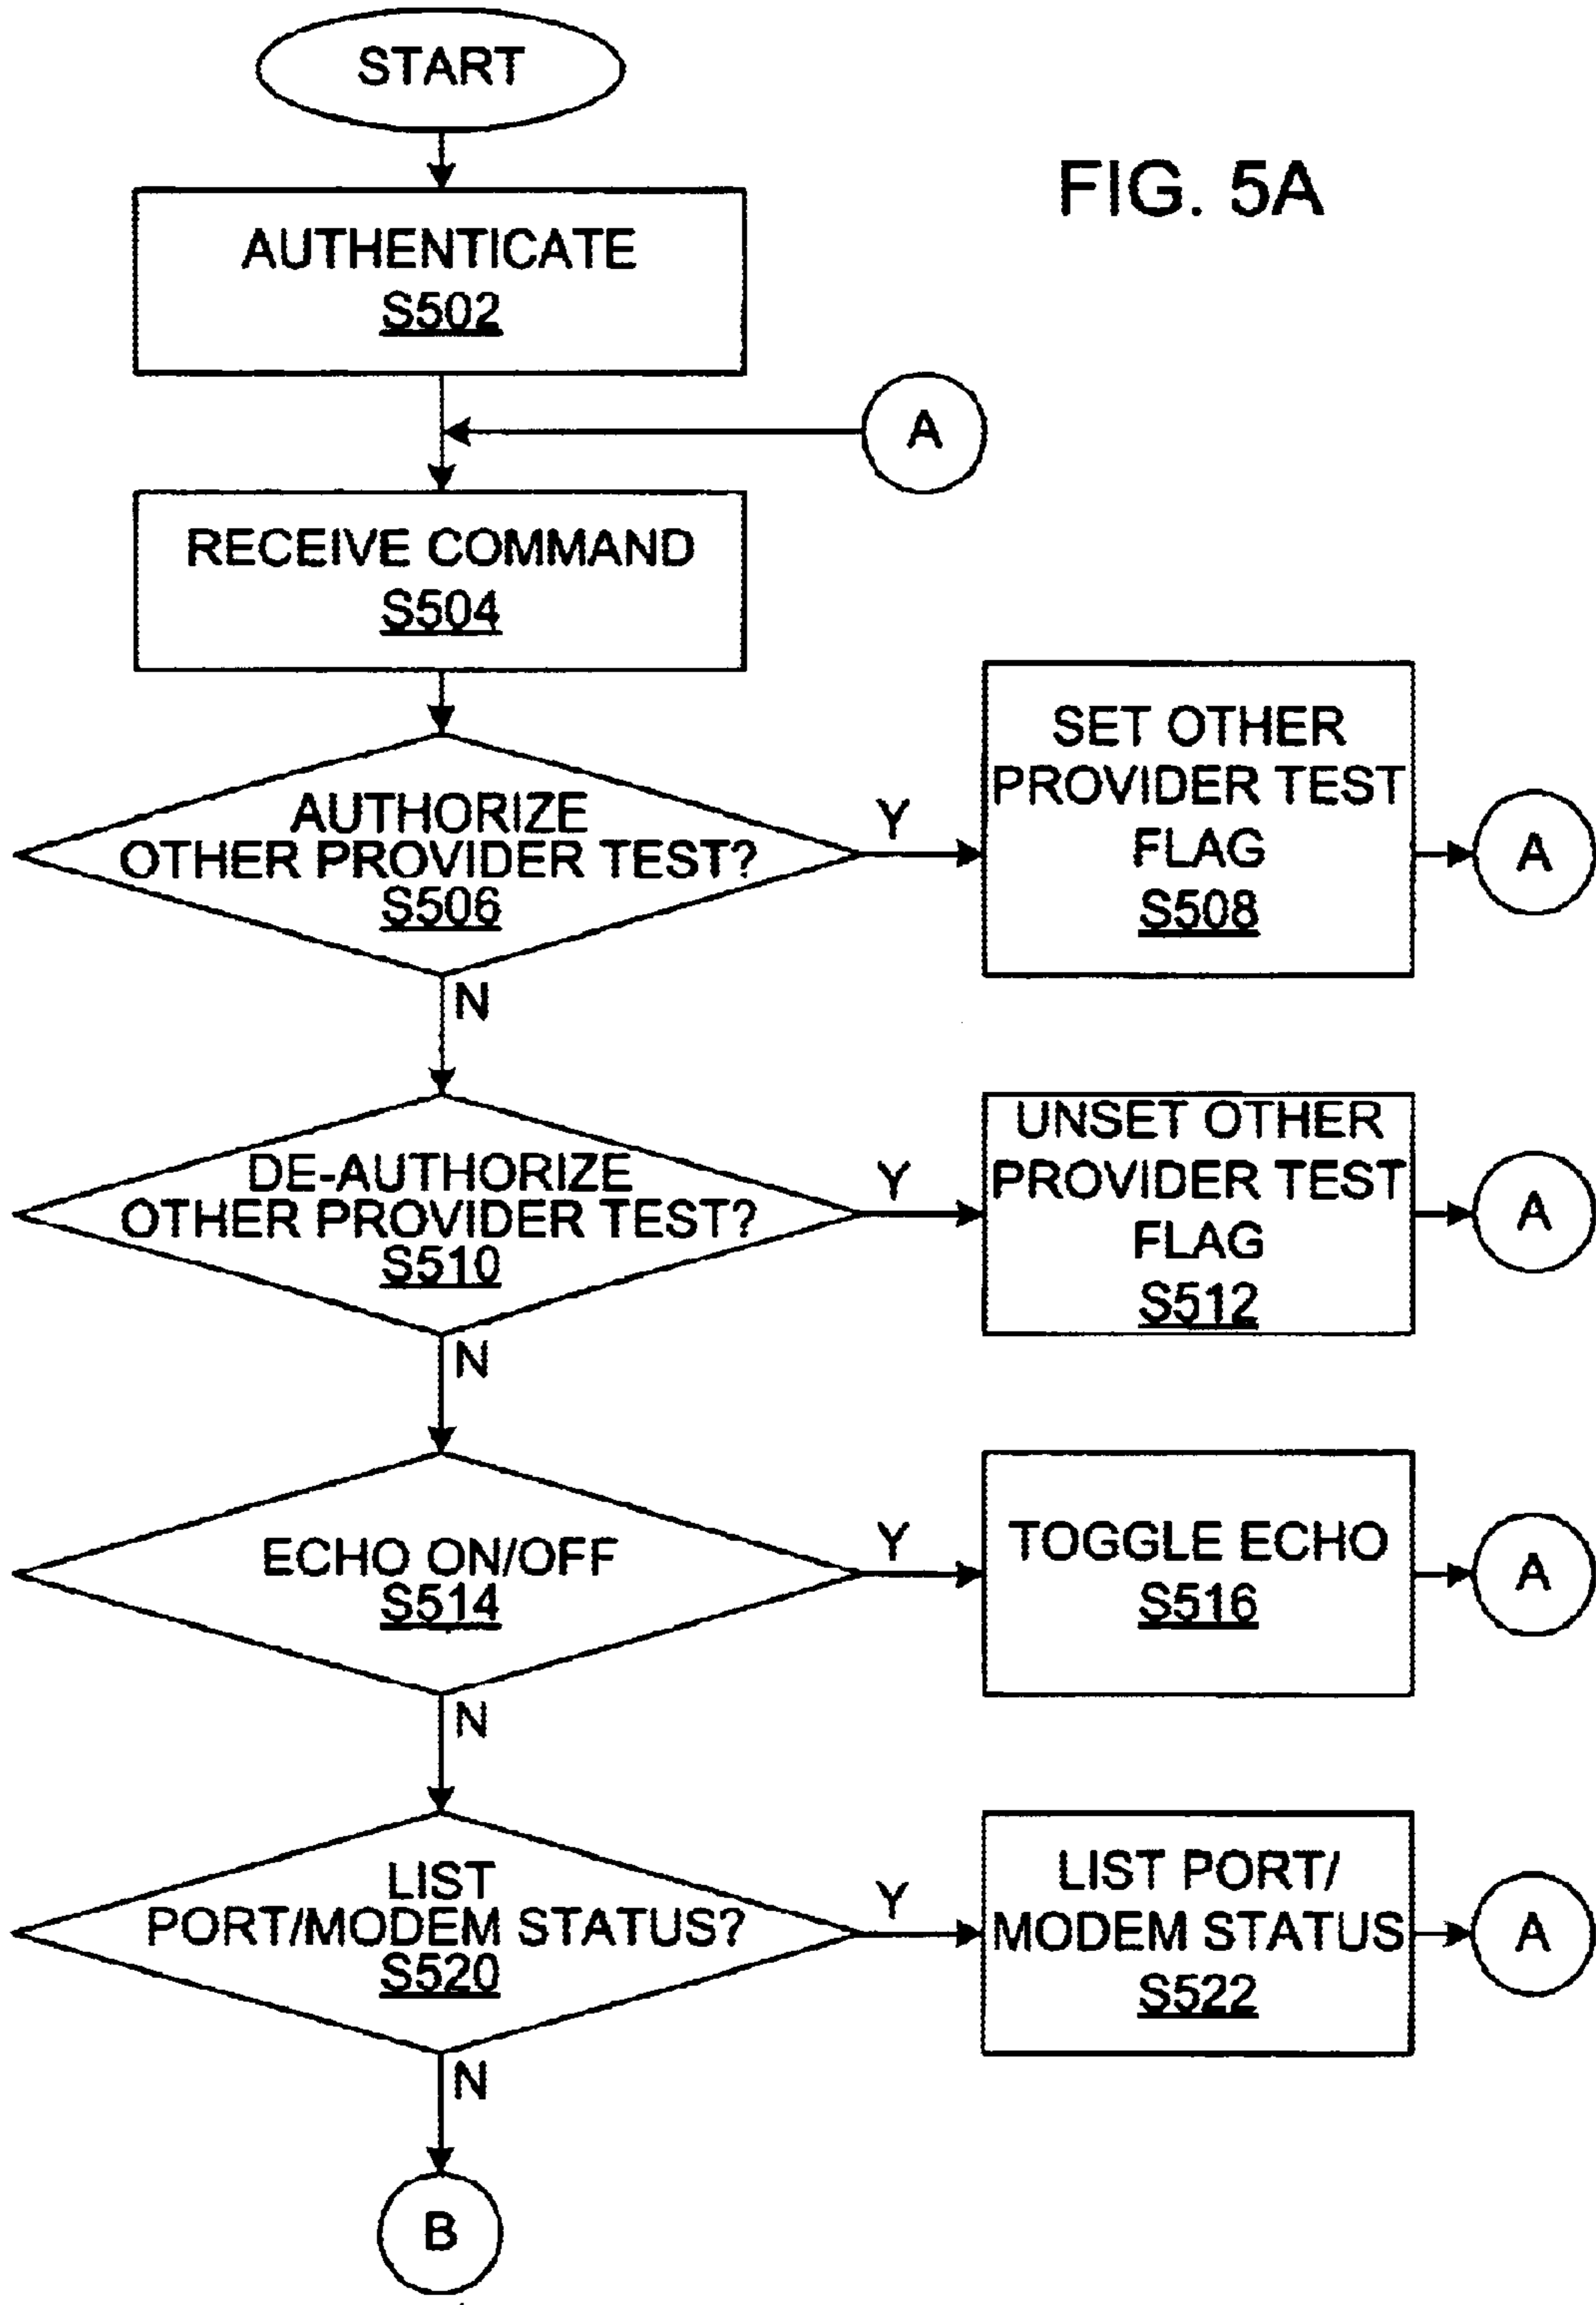 START
FIG. 5A
AUTHENTICATE
S502
A
RECEIVE COMMAND
S504
AUTHORIZE
OTHER PROVIDER TEST?
S506
Y
SET OTHER
PROVIDER TEST
FLAG
S508
A
N
DE-AUTHORIZE
OTHER PROVIDER TEST?
S510
Y
UNSET OTHER
PROVIDER TEST
FLAG
S512
A
N
ECHO ON/OFF
S514
Y
TOGGLE ECHO
S516
A
N
LIST
PORT/MODEM STATUS?
S520
Y
LIST PORT/
MODEM STATUS
S522
A
N
B